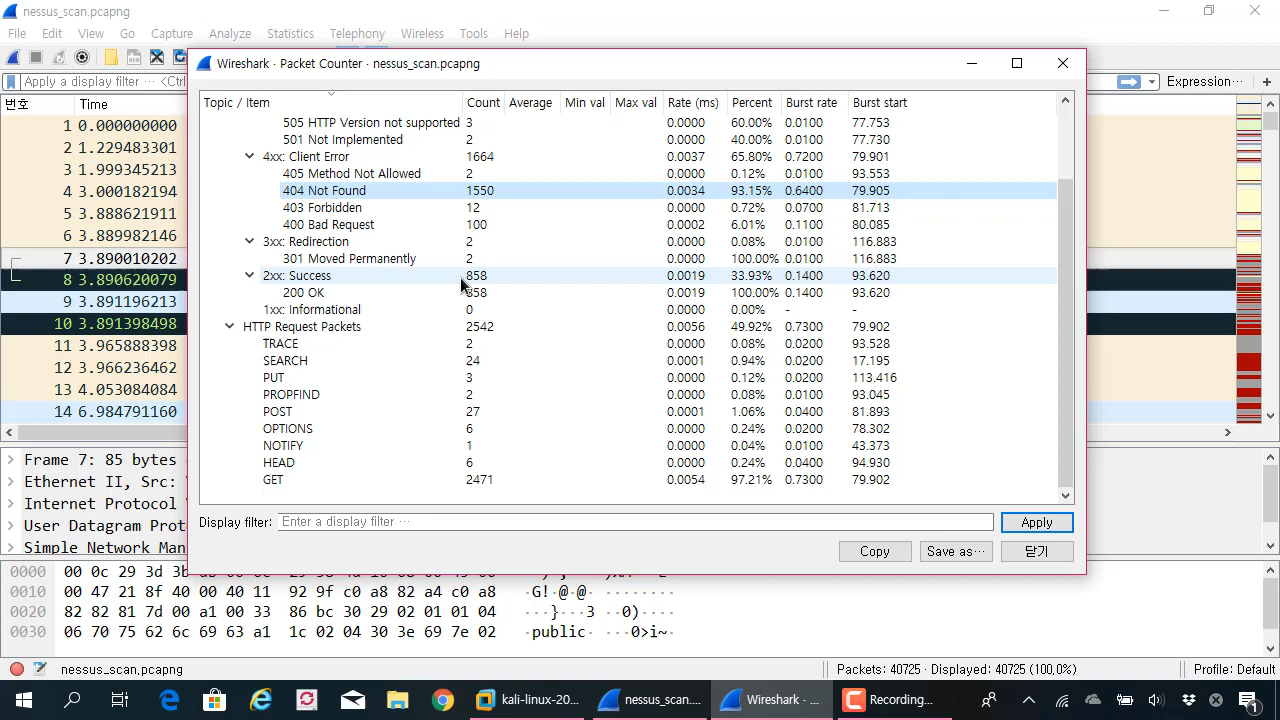 nessus_scan.pcapng
File Edit View Go Capture Analyze Statistics Telephony Wireless Tools Help
Apply a display filter ··· <Ctrl
Expression···
+
Wireshark · Packet Counter · nessus_scan.pcapng
번호 Time
1 0.000000000
2 1.229483301
3 1.999345213
4 3.000182194
5 3.888621911
6 3.889982146
7 3.890010202
8 3.890620079
9 3.891196213
10 3.891398498
11 3.965888398
12 3.966236462
13 4.053084084
14 6.984791160
Topic / Item Count Average Min val Max val Rate (ms) Percent Burst rate Burst start
505 HTTP Version not supported 3 0.0000 60.00% 0.0100 77.753
501 Not Implemented 2 0.0000 40.00% 0.0100 77.730
4xx: Client Error 1664 0.0037 65.80% 0.7200 79.901
405 Method Not Allowed 2 0.0000 0.12% 0.0100 93.553
404 Not Found 1550 0.0034 93.15% 0.6400 79.905
403 Forbidden 12 0.0000 0.72% 0.0700 81.713
400 Bad Request 100 0.0002 6.01% 0.1100 80.085
3xx: Redirection 2 0.0000 0.08% 0.0100 116.883
301 Moved Permanently 2 0.0000 100.00% 0.0100 116.883
2xx: Success 858 0.0019 33.93% 0.1400 93.620
200 OK 858 0.0019 100.00% 0.1400 93.620
1xx: Informational 0 0.0000 0.00% - -
HTTP Request Packets 2542 0.0056 49.92% 0.7300 79.902
TRACE 2 0.0000 0.08% 0.0200 93.528
SEARCH 24 0.0001 0.94% 0.0200 17.195
PUT 3 0.0000 0.12% 0.0200 113.416
PROPFIND 2 0.0000 0.08% 0.0100 93.045
POST 27 0.0001 1.06% 0.0400 81.893
OPTIONS 6 0.0000 0.24% 0.0200 78.302
NOTIFY 1 0.0000 0.04% 0.0100 43.373
HEAD 6 0.0000 0.24% 0.0400 94.930
GET 2471 0.0054 97.21% 0.7300 79.902
Display filter: Enter a display filter ··· Apply
Copy Save as··· 닫기
Frame 7: 85 bytes
Ethernet II, Src:
Internet Protocol
User Datagram Prot
Simple Network Man
0000 00 0c 29 3d 3b
0010 00 47 21 8f 40 00 40 11 92 9f c0 a8 82 a4 c0 a8 ·G!·@·@· ········
0020 82 82 81 7d 00 a1 00 33 86 bc 30 29 02 01 01 04 ···}···3 ··0)····
0030 06 70 75 62 6c 69 63 a1 1c 02 04 30 3e 69 7e 02 ·public· ···0>i~·
nessus_scan.pcapng Packets: 40725 · Displayed: 40725 (100,0%) Profile: Default
kali-linux-20... nessus_scan.... Wireshark · ... Recording... 1